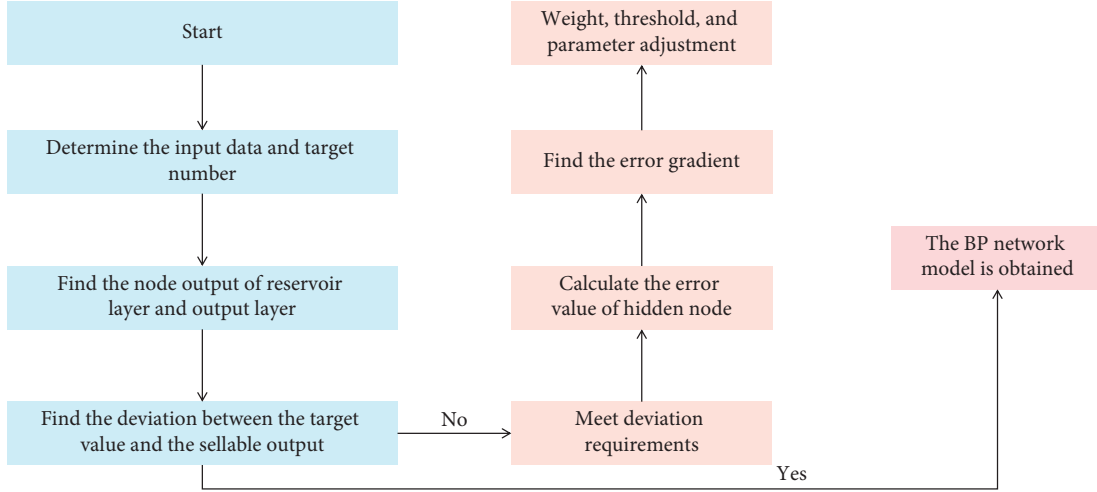 Start
Determine the input data and target
number
Find the node output of reservoir
layer and output layer
Find the deviation between the target
value and the sellable output
No
Meet deviation
requirements
Calculate the error
value of hidden node
Find the error gradient
Weight, threshold, and
parameter adjustment
Yes
The BP network
model is obtained